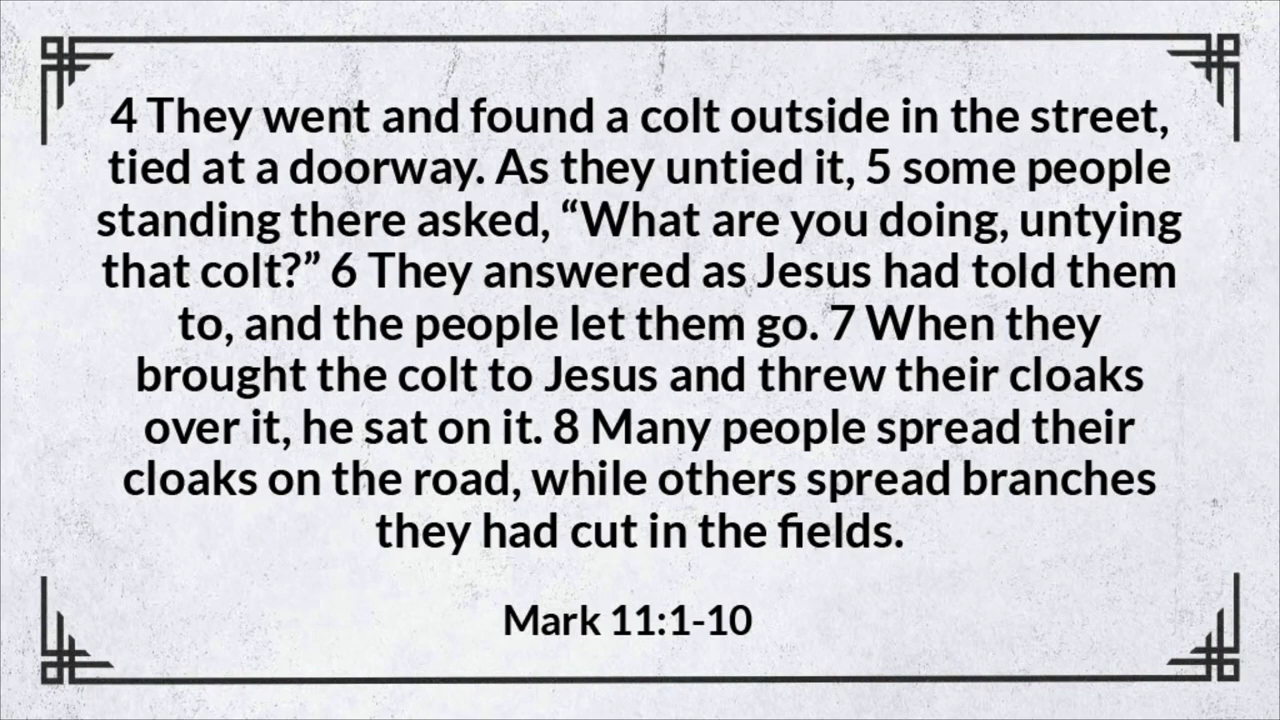 4 They went and found a colt outside in the street,
tied at a doorway. As they untied it, 5 some people
standing there asked, “What are you doing, untying
that colt?” 6 They answered as Jesus had told them
to, and the people let them go. 7 When they
brought the colt to Jesus and threw their cloaks
over it, he sat on it. 8 Many people spread their
cloaks on the road, while others spread branches
they had cut in the fields.
Mark 11:1-10